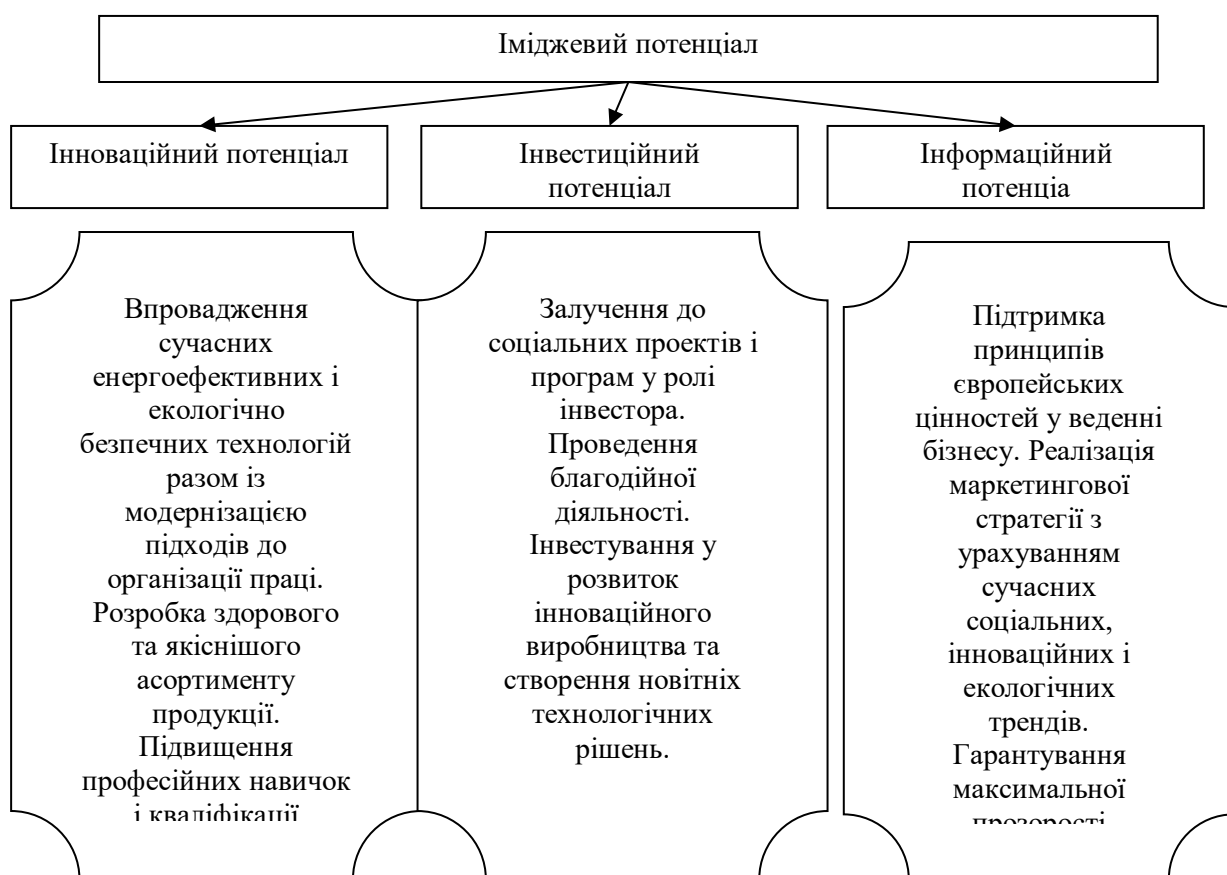 Іміджевий потенціал
Інноваційний потенціал
Інвестиційний
потенціал
Інформаційний
потенціа
Впровадження
сучасних
енергоефективних і
екологічно
безпечних технологій
разом із
модернізацією
підходів до
організації праці.
Розробка здорового
та якіснішого
асортименту
продукції.
Підвищення
професійних навичок
і кваліфікації
Залучення до
соціальних проектів і
програм у ролі
інвестора.
Проведення
благодійної
діяльності.
Інвестування у
розвиток
інноваційного
виробництва та
створення новітніх
технологічних
рішень.
Підтримка
принципів
європейських
цінностей у веденні
бізнесу. Реалізація
маркетингової
стратегії з
урахуванням
сучасних
соціальних,
інноваційних і
екологічних
трендів.
Гарантування
максимальної
прозорості